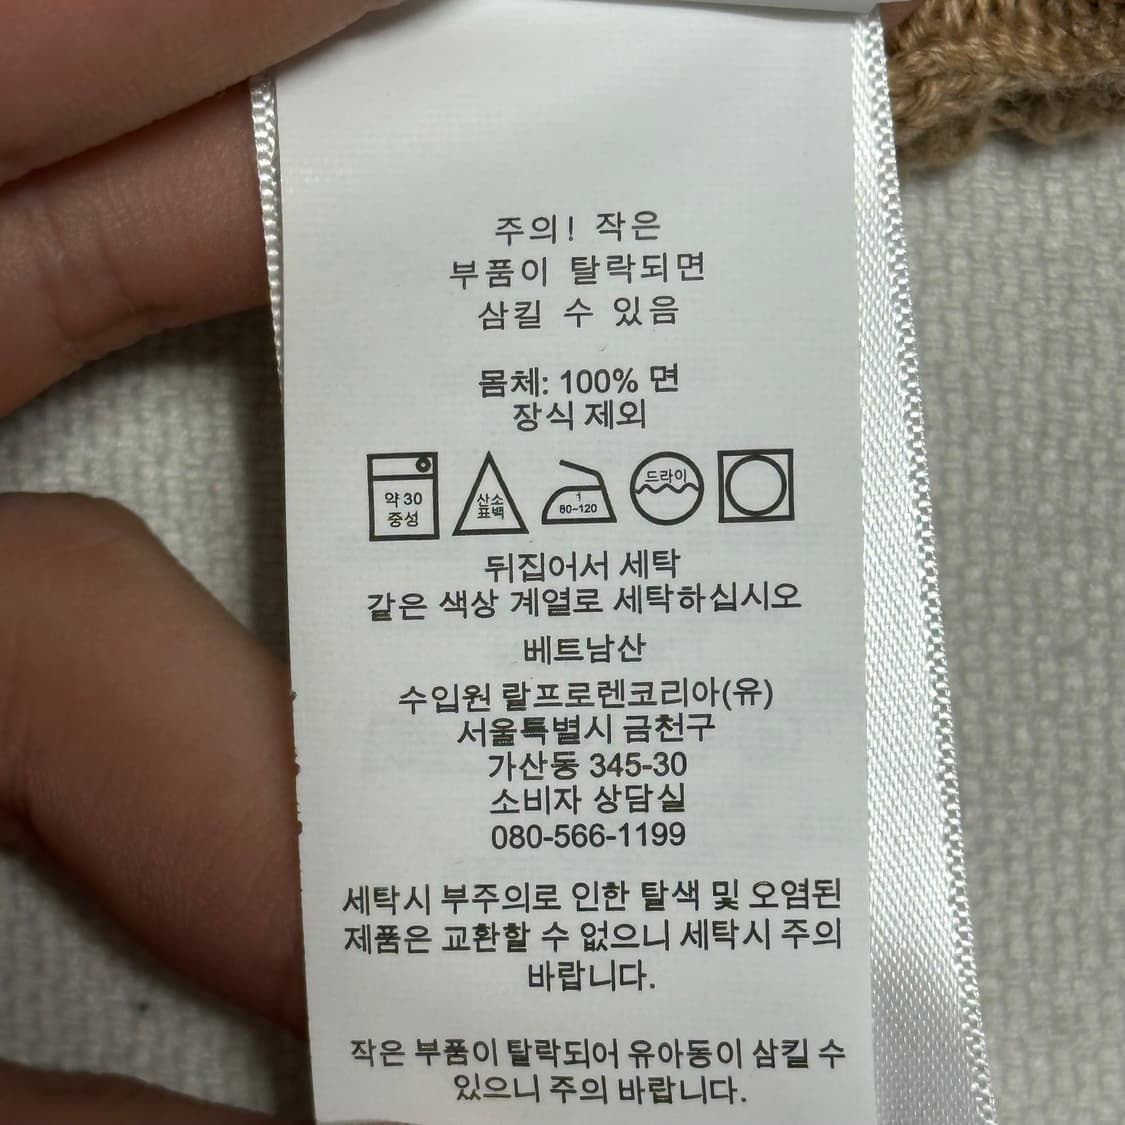 주의! 작은
부품이 탈락되면
삼킬 수 있음
몸체: 100% 면
장식 제외
약 30
중성
산소
표백
1
80~120
드라이
뒤집어서 세탁
같은 색상 계열로 세탁하십시오
베트남산
수입원 랄프로렌코리아(유)
서울특별시 금천구
가산동 345-30
소비자 상담실
080-566-1199
세탁시 부주의로 인한 탈색 및 오염된
제품은 교환할 수 없으니 세탁시 주의
바랍니다.
작은 부품이 탈락되어 유아동이 삼킬 수
있으니 주의 바랍니다.